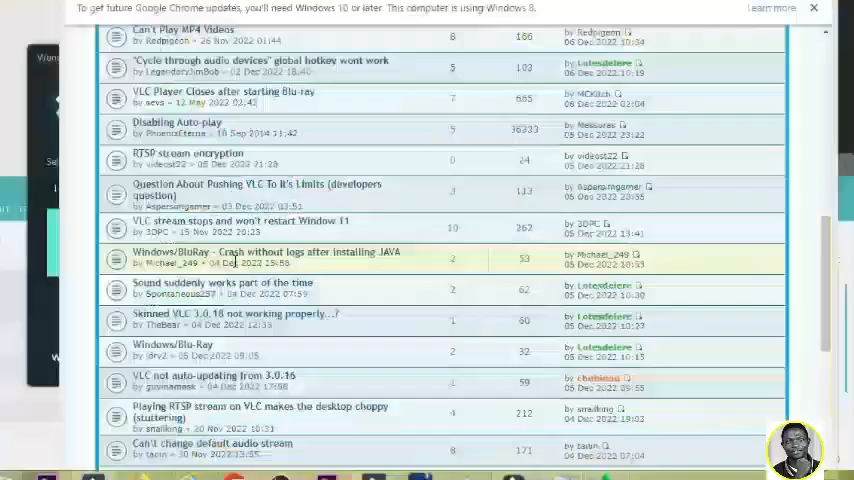 To get future Google Chrome updates, you'll need Windows 10 or later. This computer is using Windows 8.
Learn more
Can't Play MP4 Videos
by Redpigeon » 26 Nov 2022 01:44
8
166
by Redpigeon
06 Dec 2022 10:34
"Cycle through audio devices" global hotkey wont work
by LegendaryJimBob » 02 Dec 2022 18:40
5
103
by Lotesdelere
06 Dec 2022 10:19
VLC Player Closes after starting Blu-ray
by sevs » 12 May 2022 02:42
7
665
by MCKitch
06 Dec 2022 02:04
Disabling Auto-play
by PhoenixEterna » 10 Sep 2014 11:42
5
36333
by Messuras
05 Dec 2022 23:22
RTSP stream encryption
by videost22 » 05 Dec 2022 21:28
0
24
by videost22
05 Dec 2022 21:28
Question About Pushing VLC To It's Limits (developers
question)
by Aspersamgamer » 03 Dec 2022 03:51
3
113
by Aspersamgamer
05 Dec 2022 20:35
VLC stream stops and won't restart Window 11
by 3DPC » 15 Nov 2022 20:23
10
262
by 3DPC
05 Dec 2022 13:41
Windows/BluRay - Crash without logs after installing JAVA
by Michael_249 » 04 Dec 2022 15:58
2
53
by Michael_249
05 Dec 2022 10:53
Sound suddenly works part of the time
by Spontaneous257 » 04 Dec 2022 07:59
2
62
by Lotesdelere
05 Dec 2022 10:30
Skinned VLC 3.0.18 not working properly...?
by TheBear » 04 Dec 2022 12:33
1
60
by Lotesdelere
05 Dec 2022 10:23
Windows/Blu-Ray
by jdrv2 » 05 Dec 2022 09:05
2
32
by Lotesdelere
05 Dec 2022 10:15
VLC not auto-updating from 3.0.16
by guvinamask » 04 Dec 2022 17:58
59
05 Dec 2022 09:55
Playing RTSP stream on VLC makes the desktop choppy
(stuttering)
by snailking » 30 Nov 2022 10:31
4
212
by snailking
04 Dec 2022 19:02
Can't change default audio stream
8
171
04 Dec 2022 07:04